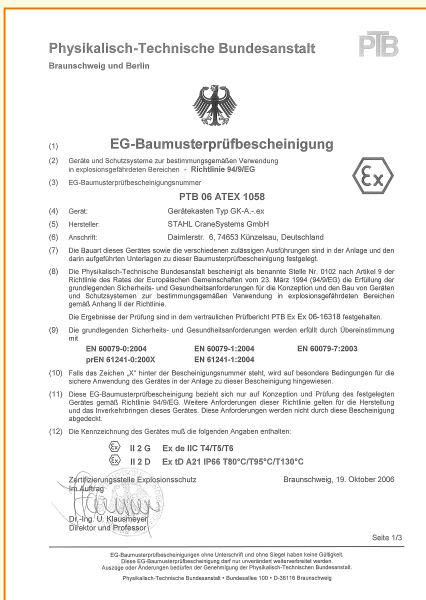 Physikalisch-Technische Bundesanstalt
PTB
Braunschweig und Berlin
(1) EG-Baumusterprüfbescheinigung
(2) Geräte und Schutzsysteme zur bestimmungsgemäßen Verwendung
in explosionsgefährdeten Bereichen - Richtlinie 94/9/EG
(3) EG-Baumusterprüfbescheinigungsnummer
PTB 06 ATEX 1058
(4) Gerät: Gerätekasten Typ GK-A.-.ex
(5) Hersteller: STAHL CraneSystems GmbH
(6) Anschrift: Daimlerstr. 6, 74653 Künzelsau, Deutschland
(7) Die Bauart dieses Gerätes sowie die verschiedenen zulässigen Ausführungen sind in der Anlage und den
darin aufgeführten Unterlagen zu dieser Baumusterprüfbescheinigung festgelegt.
(8) Die Physikalisch-Technische Bundesanstalt bescheinigt als benannte Stelle Nr. 0102 nach Artikel 9 der
Richtlinie des Rates der Europäischen Gemeinschaften vom 23. März 1994 (94/9/EG) die Erfüllung der
grundlegenden Sicherheits- und Gesundheitsanforderungen für die Konzeption und den Bau von Geräten
und Schutzsystemen zur bestimmungsgemäßen Verwendung in explosionsgefährdeten Bereichen
gemäß Anhang II der Richtlinie.
Die Ergebnisse der Prüfung sind in dem vertraulichen Prüfbericht PTB Ex Ex 06-16318 festgehalten.
(9) Die grundlegenden Sicherheits- und Gesundheitsanforderungen werden erfüllt durch Übereinstimmung
mit
EN 60079-0:2004 EN 60079-1:2004 EN 60079-7:2003
prEN 61241-0:200X EN 61241-1:2004
(10) Falls das Zeichen „X“ hinter der Bescheinigungsnummer steht, wird auf besondere Bedingungen für die
sichere Anwendung des Gerätes in der Anlage zu dieser Bescheinigung hingewiesen.
(11) Diese EG-Baumusterprüfbescheinigung bezieht sich nur auf Konzeption und Prüfung des festgelegten
Gerätes gemäß Richtlinie 94/9/EG. Weitere Anforderungen dieser Richtlinie gelten für die Herstellung
und das Inverkehrbringen dieses Gerätes. Diese Anforderungen werden nicht durch diese Bescheinigung
abgedeckt.
(12) Die Kennzeichnung des Gerätes muß die folgenden Angaben enthalten:
Ex II 2 G Ex de IIC T4/T5/T6
Ex II 2 D Ex tD A21 IP66 T80°C/T95°C/T130°C
Zertifizierungsstelle Explosionsschutz Braunschweig, 19. Oktober 2006
Im Auftrag
Dr.-Ing. U. Klausmeyer
Direktor und Professor
Seite 1/3
EG-Baumusterprüfbescheinigungen ohne Unterschrift und ohne Siegel haben keine Gültigkeit.
Diese EG-Baumusterprüfbescheinigung darf nur unverändert weiterverbreitet werden.
Auszüge oder Änderungen bedürfen der Genehmigung der Physikalisch-Technischen Bundesanstalt.
Physikalisch-Technische Bundesanstalt • Bundesallee 100 • D-38116 Braunschweig